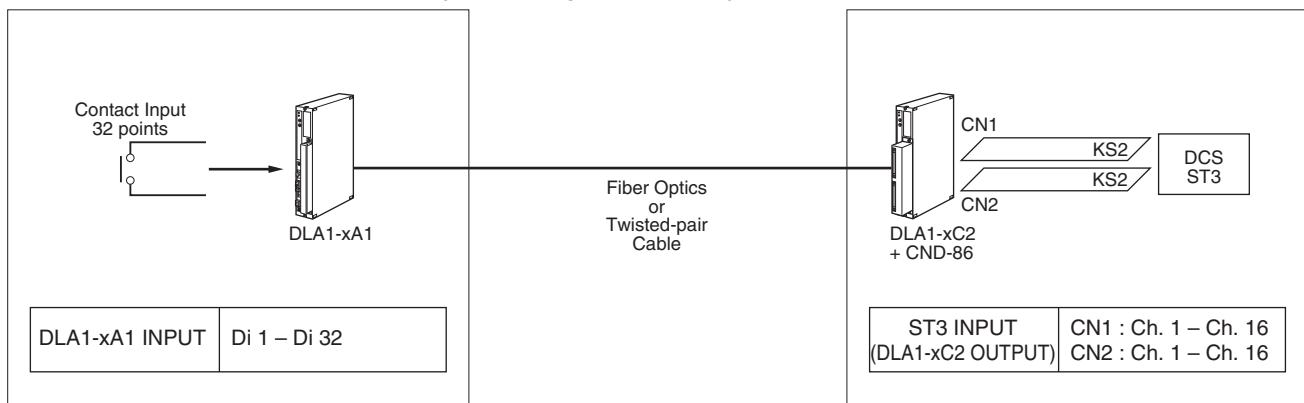 Contact Input
32 points
DLA1-xA1
Fiber Optics
or
Twisted-pair
Cable
CN1
KS2
KS2
CN2
DCS
ST3
DLA1-xC2
+ CND-86
DLA1-xA1 INPUT
Di 1 – Di 32
ST3 INPUT
(DLA1-xC2 OUTPUT)
CN1 : Ch. 1 – Ch. 16
CN2 : Ch. 1 – Ch. 16